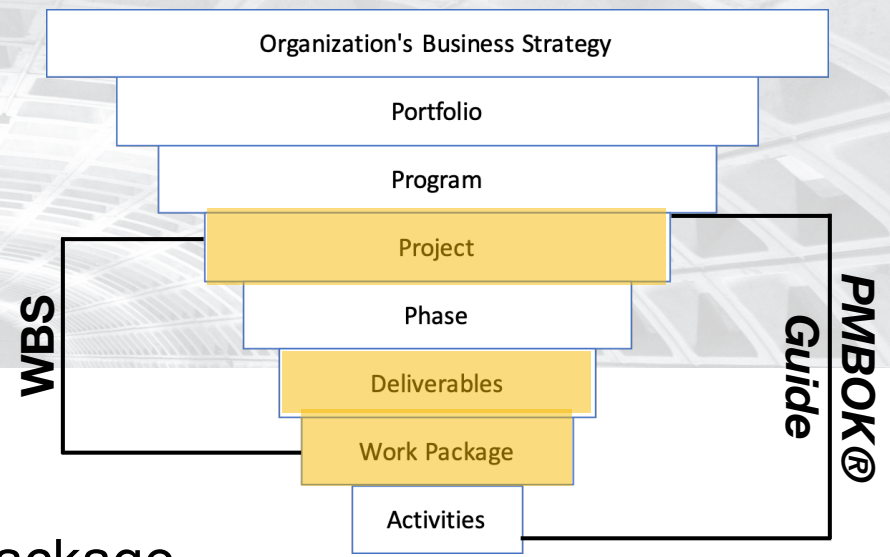 Organization's Business Strategy
Portfolio
Program
Project
Phase
Deliverables
Work Package
Activities
WBS
PMBOK®
Guide